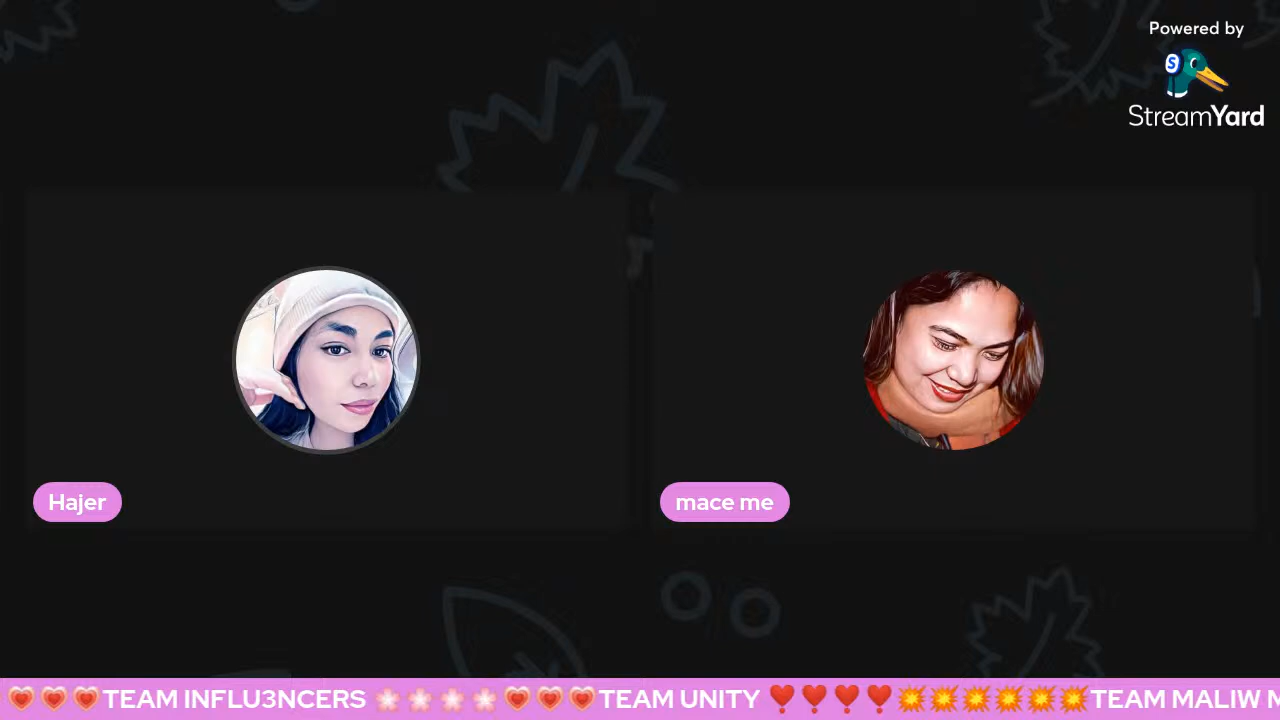 Powered by
StreamYard
Hajer
mace me
TEAM INFLU3NCERS TEAM UNITY TEAM MALIW